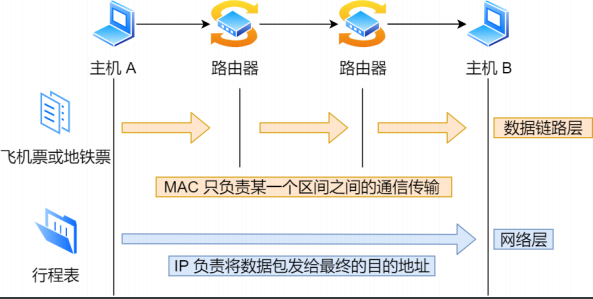 主机 A
路由器
路由器
主机 B
飞机票或地铁票
数据链路层
MAC 只负责某一个区间之间的通信传输
行程表
网络层
IP 负责将数据包发给最终的目的地址